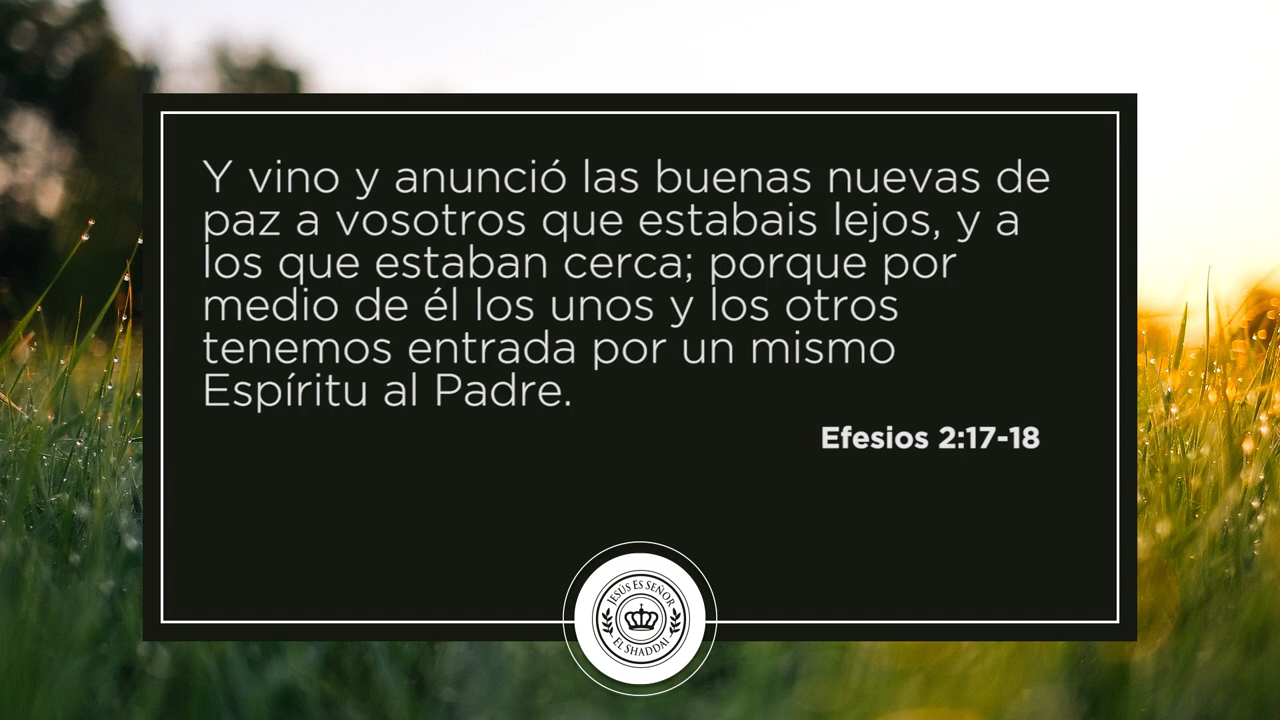 Y vino y anunció las buenas nuevas de
paz a vosotros que estabais lejos, y a
los que estaban cerca; porque por
medio de él los unos y los otros
tenemos entrada por un mismo
Espíritu al Padre.
Efesios 2:17-18
JESÚS ES SEÑOR
EL SHADDAI